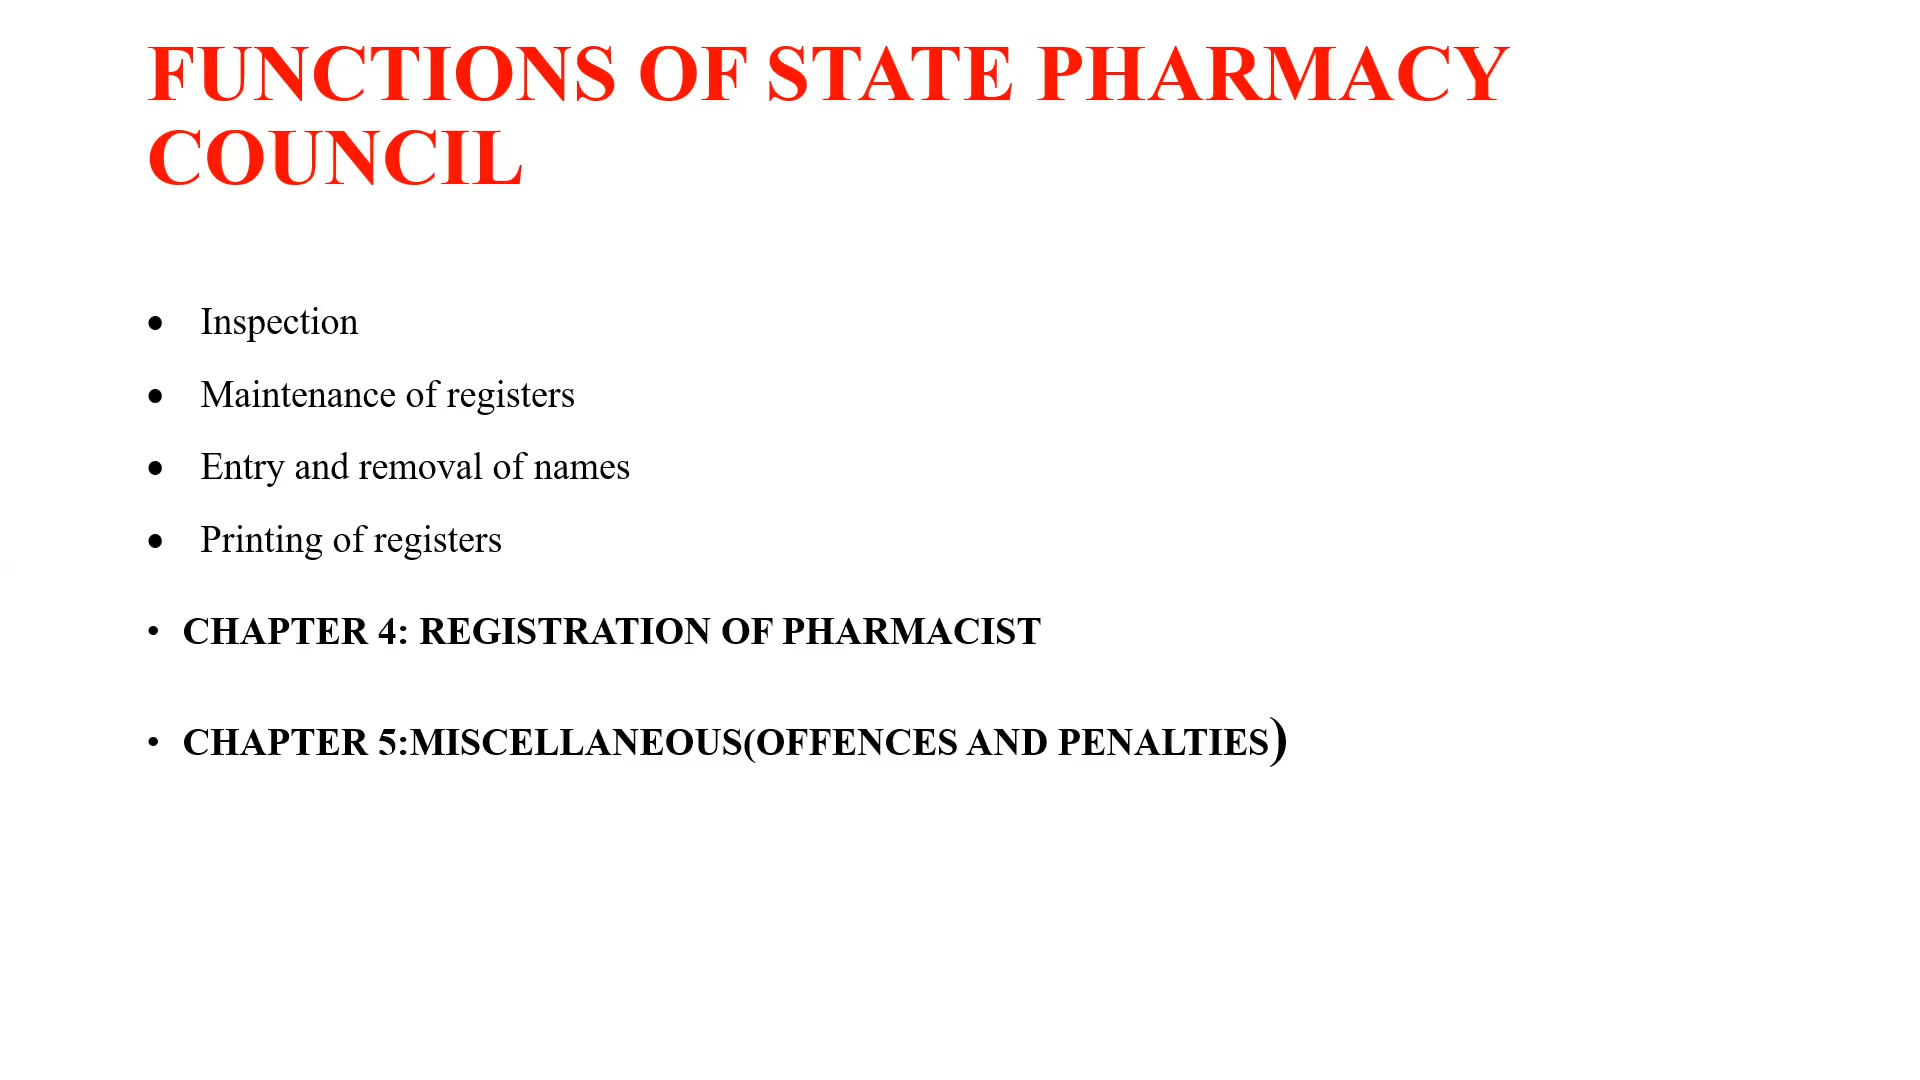 FUNCTIONS OF STATE PHARMACY
COUNCIL
• Inspection
• Maintenance of registers
• Entry and removal of names
• Printing of registers
• CHAPTER 4: REGISTRATION OF PHARMACIST
• CHAPTER 5:MISCELLANEOUS(OFFENCES AND PENALTIES)